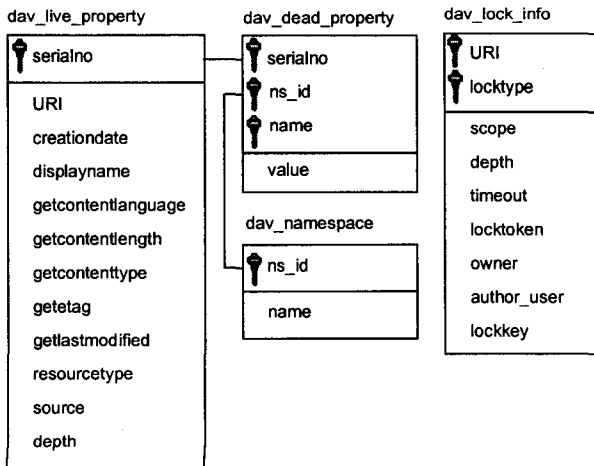 dav_live_property
serialno
URI
creationdate
displayname
getcontentlanguage
getcontentlength
getcontenttype
getetag
getlastmodified
resourcetype
source
depth
dav_dead_property
serialno
ns_id
name
value
dav_namespace
ns_id
name
dav_lock_info
URI
locktype
scope
depth
timeout
locktoken
owner
author_user
lockkey